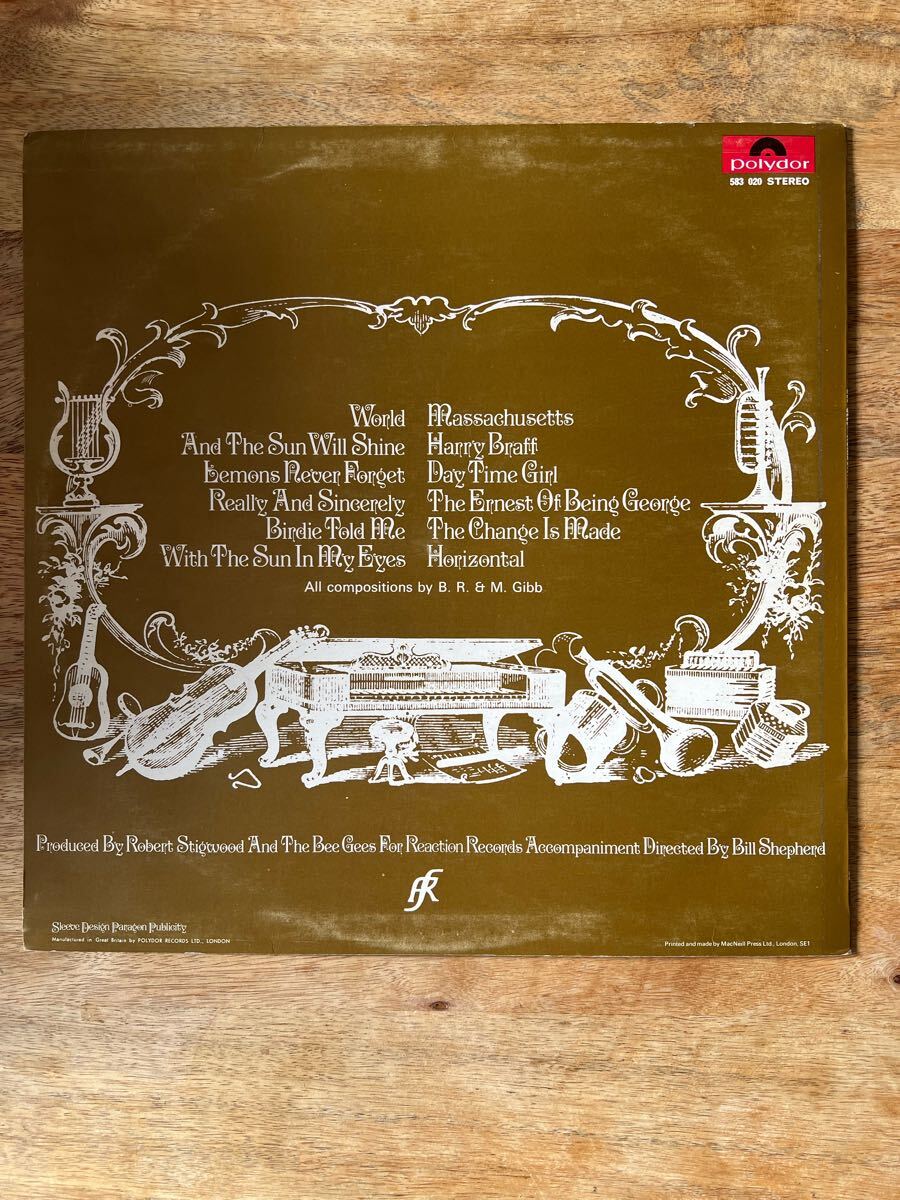 polydor
583 020 STEREO
World
And The Sun Will Shine
Lemons Never Forget
Really And Sincerely
Birdie Told Me
With The Sun In My Eyes
Massachusetts
Harry Braff
Day Time Girl
The Ernest Of Being George
The Change Is Made
Horizontal
All compositions by B. R. & M. Gibb
Produced By Robert Stigwood And The Bee Gees For Reaction Records Accompaniment Directed By Bill Shepherd
Sleeve Design Paragon Publicity
Manufactured in Great Britain by POLYDOR RECORDS LTD., LONDON
Printed and made by MacNeill Press Ltd., London, SE1